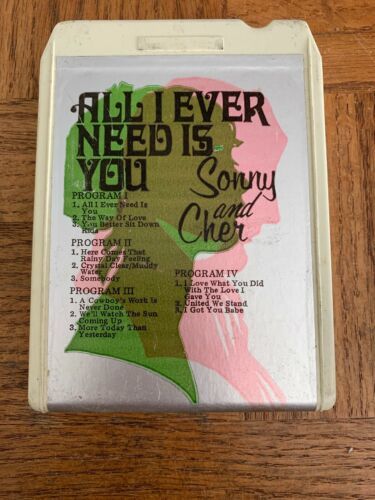 ALL I EVER
NEED IS
YOU
Sonny
and
Cher
PROGRAM I
1. All I Ever Need Is
You
2. The Way Of Love
3. You Better Sit Down
Kids
PROGRAM II
1. Here Comes That
Rainy Day Feeling
2. Crystal Clear/Muddy
Water
3. Somebody
PROGRAM III
1. A Cowboy's Work Is
Never Done
2. We'll Watch The Sun
Coming Up
3. More Today Than
Yesterday
PROGRAM IV
1. I Love What You Did
With The Love I
Gave You
2. United We Stand
3. I Got You Babe